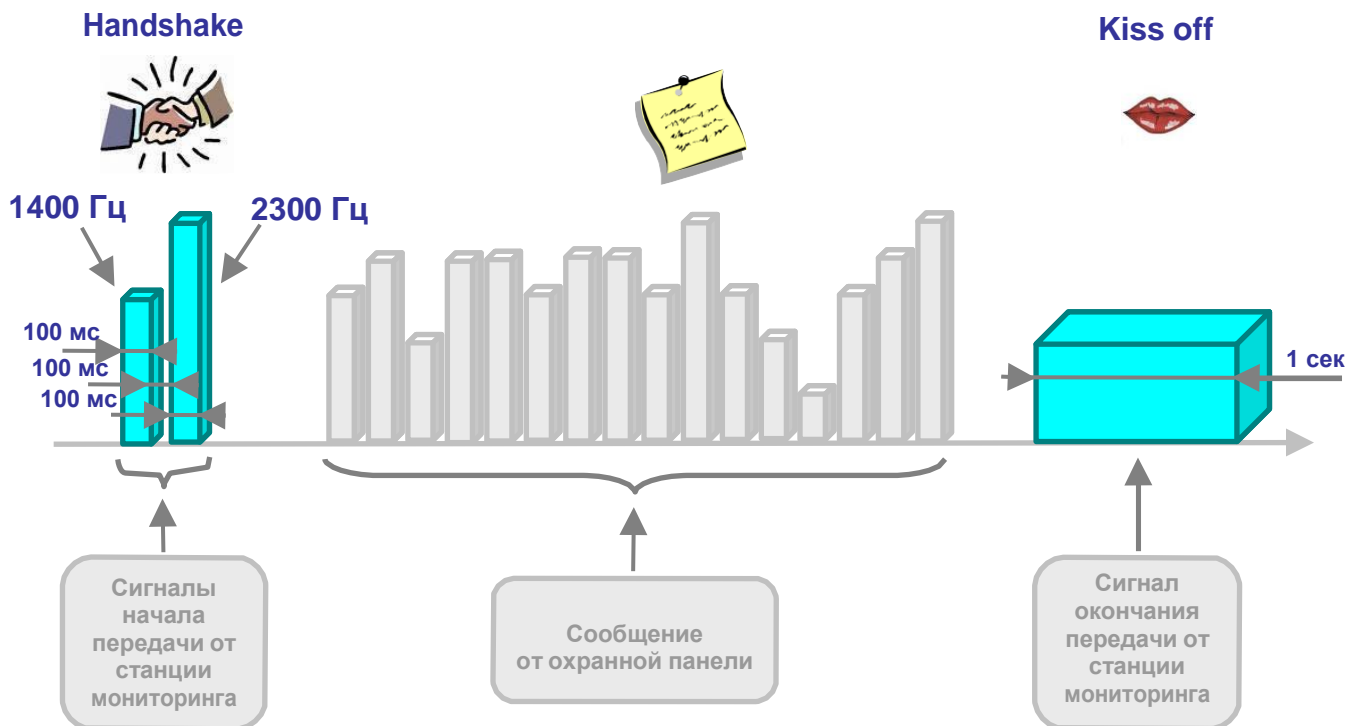 Handshake
Kiss off
1400 Гц
2300 Гц
100 мс
100 мс
100 мс
1 сек
Сигналы
начала
передачи от
станции
мониторинга
Сообщение
от охранной панели
Сигнал
окончания
передачи от
станции
мониторинга